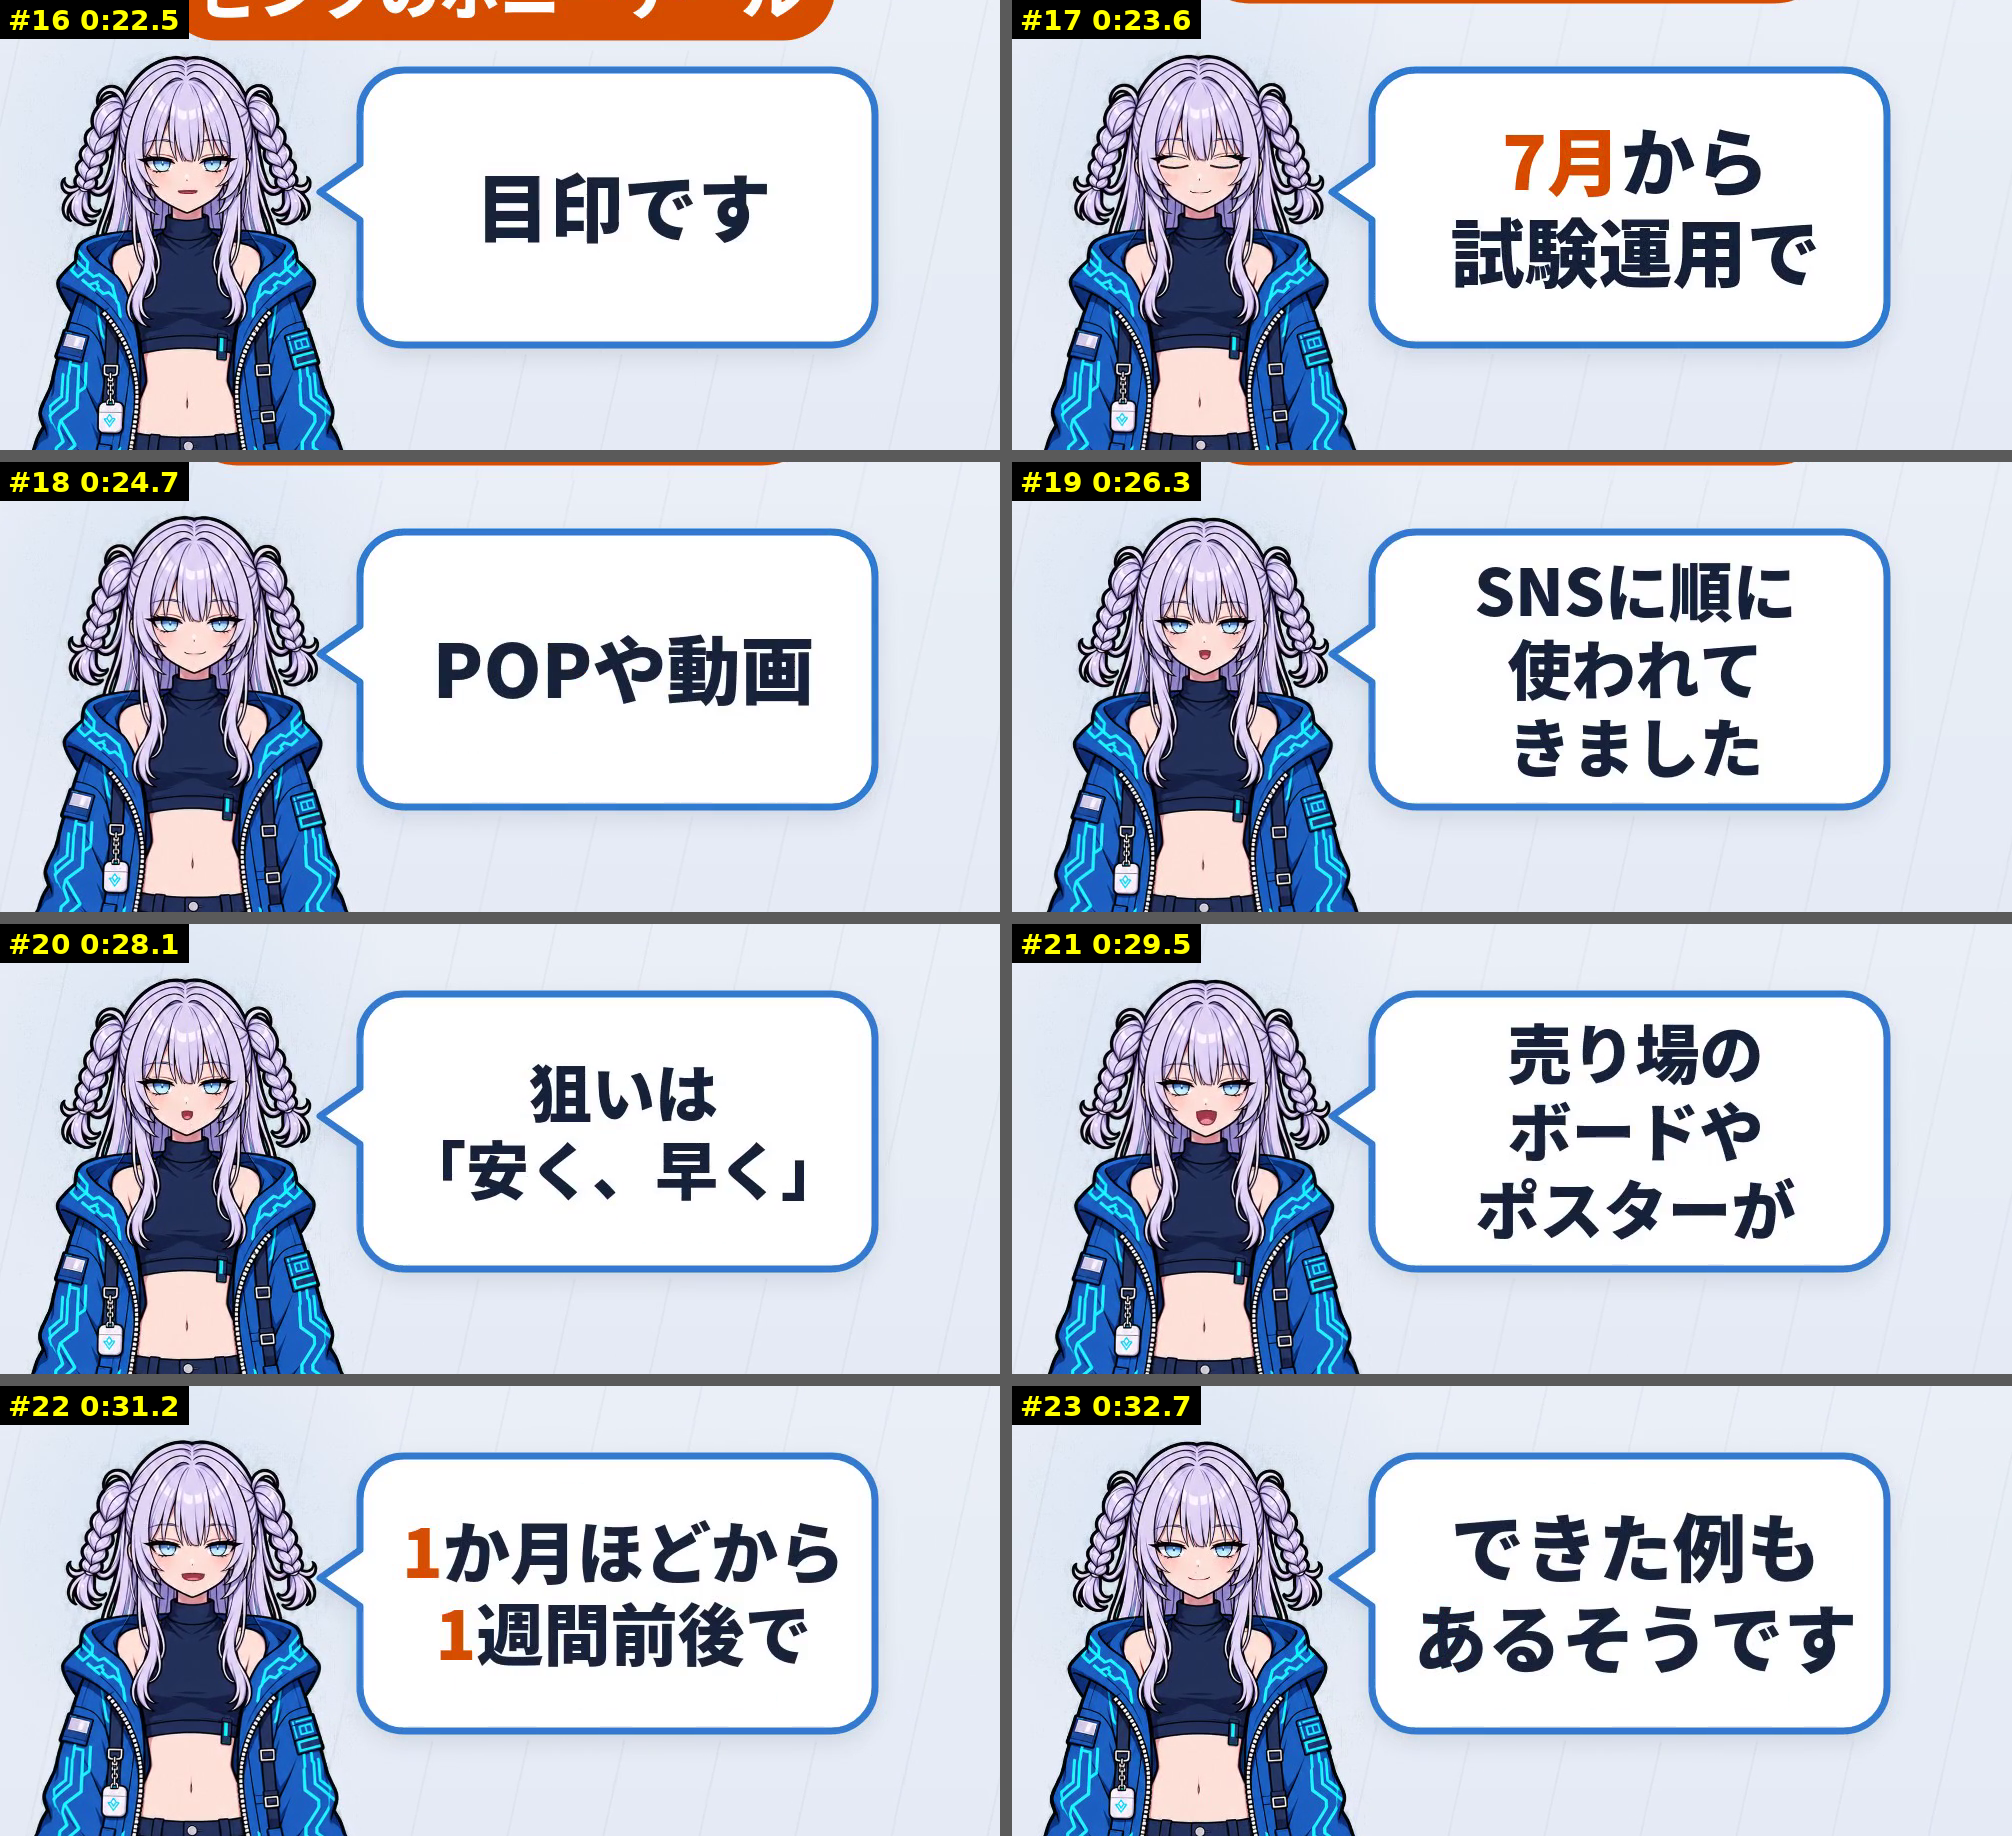 #16 0:22.5
目印です
#17 0:23.6
7月から
試験運用で
#18 0:24.7
POPや動画
#19 0:26.3
SNSに順に
使われて
きました
#20 0:28.1
狙いは
「安く、早く」
#21 0:29.5
売り場の
ボードや
ポスターが
#22 0:31.2
1か月ほどから
1週間前後で
#23 0:32.7
できた例も
あるそうです